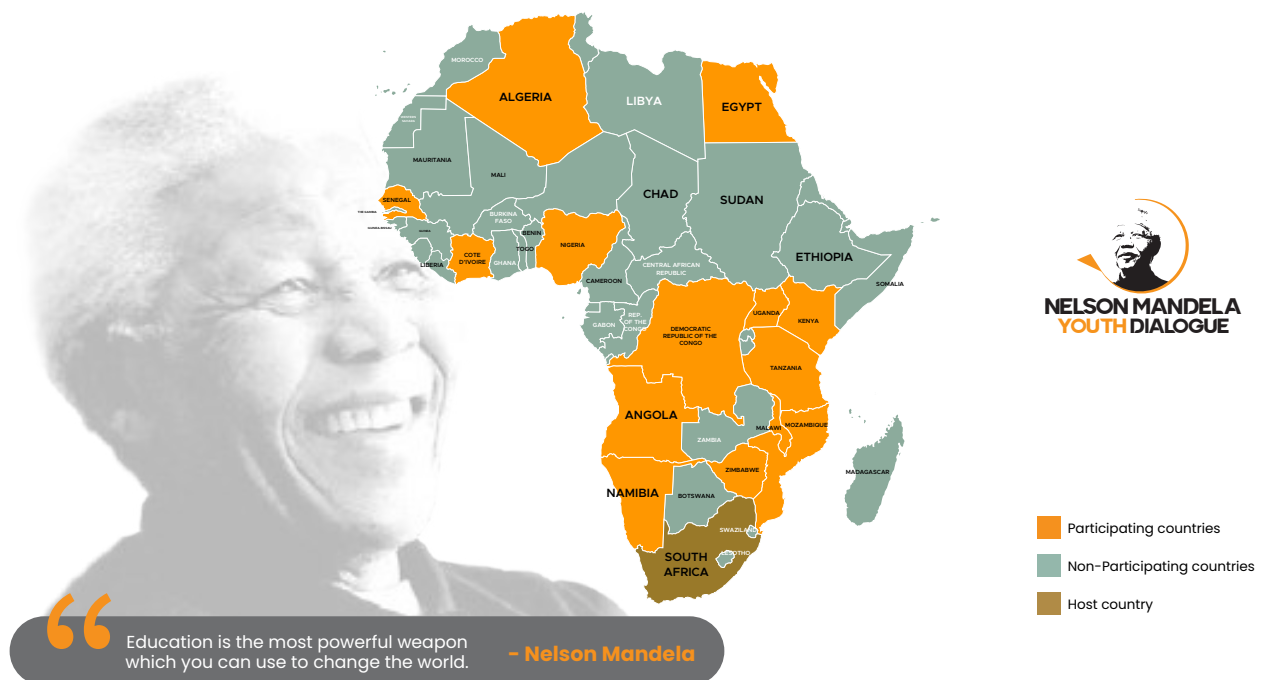 MOROCCO
ALGERIA
LIBYA
EGYPT
MAURITANIA
MALI
CHAD
SUDAN
SENEGAL
THE GAMBIA
GUINEA-BISSAU
GUINEA
BURKINA
FASO
BENIN
TOGO
NIGERIA
COTE
D'IVOIRE
GHANA
LIBERIA
CAMEROON
CENTRAL AFRICAN
REPUBLIC
ETHIOPIA
SOMALIA
GABON
REP.
OF THE
CONGO
DEMOCRATIC
REPUBLIC OF THE
CONGO
UGANDA
KENYA
TANZANIA
ANGOLA
ZAMBIA
MALAWI
MOZAMBIQUE
ZIMBABWE
MADAGASCAR
NAMIBIA
BOTSWANA
SWAZILAND
LESOTHO
SOUTH
AFRICA
NELSON MANDELA
YOUTH DIALOGUE
Participating countries
Non-Participating countries
Host country
Education is the most powerful weapon
which you can use to change the world.
- Nelson Mandela